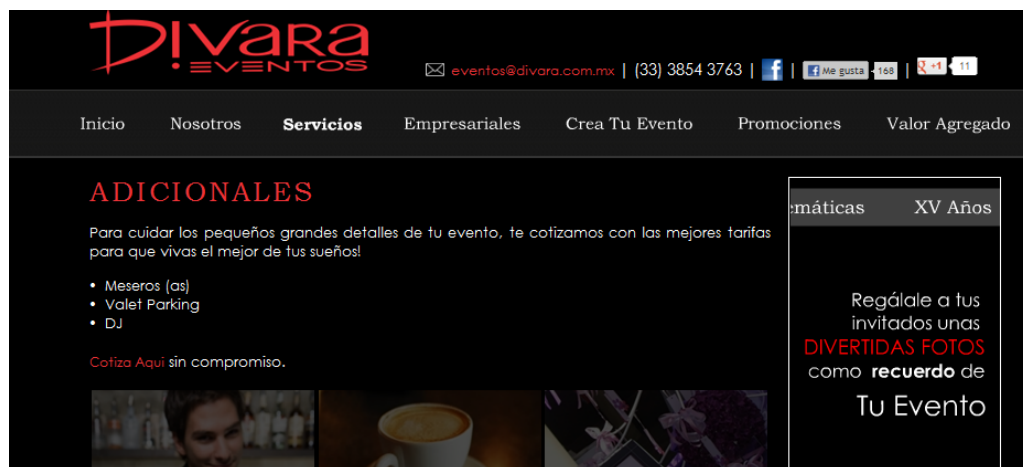 DIVARA
EVENTOS
eventos@divara.com.mx | (33) 3854 3763 | f | f Me gusta 168 | g +1 11
Inicio Nosotros Servicios Empresariales Crea Tu Evento Promociones Valor Agregado
ADICIONALES
Para cuidar los pequeños grandes detalles de tu evento, te cotizamos con las mejores tarifas
para que vivas el mejor de tus sueños!
• Meseros (as)
• Valet Parking
• DJ
Cotiza Aqui sin compromiso.
emáticas XV Años
Regálale a tus
invitados unas
DIVERTIDAS FOTOS
como recuerdo de
Tu Evento